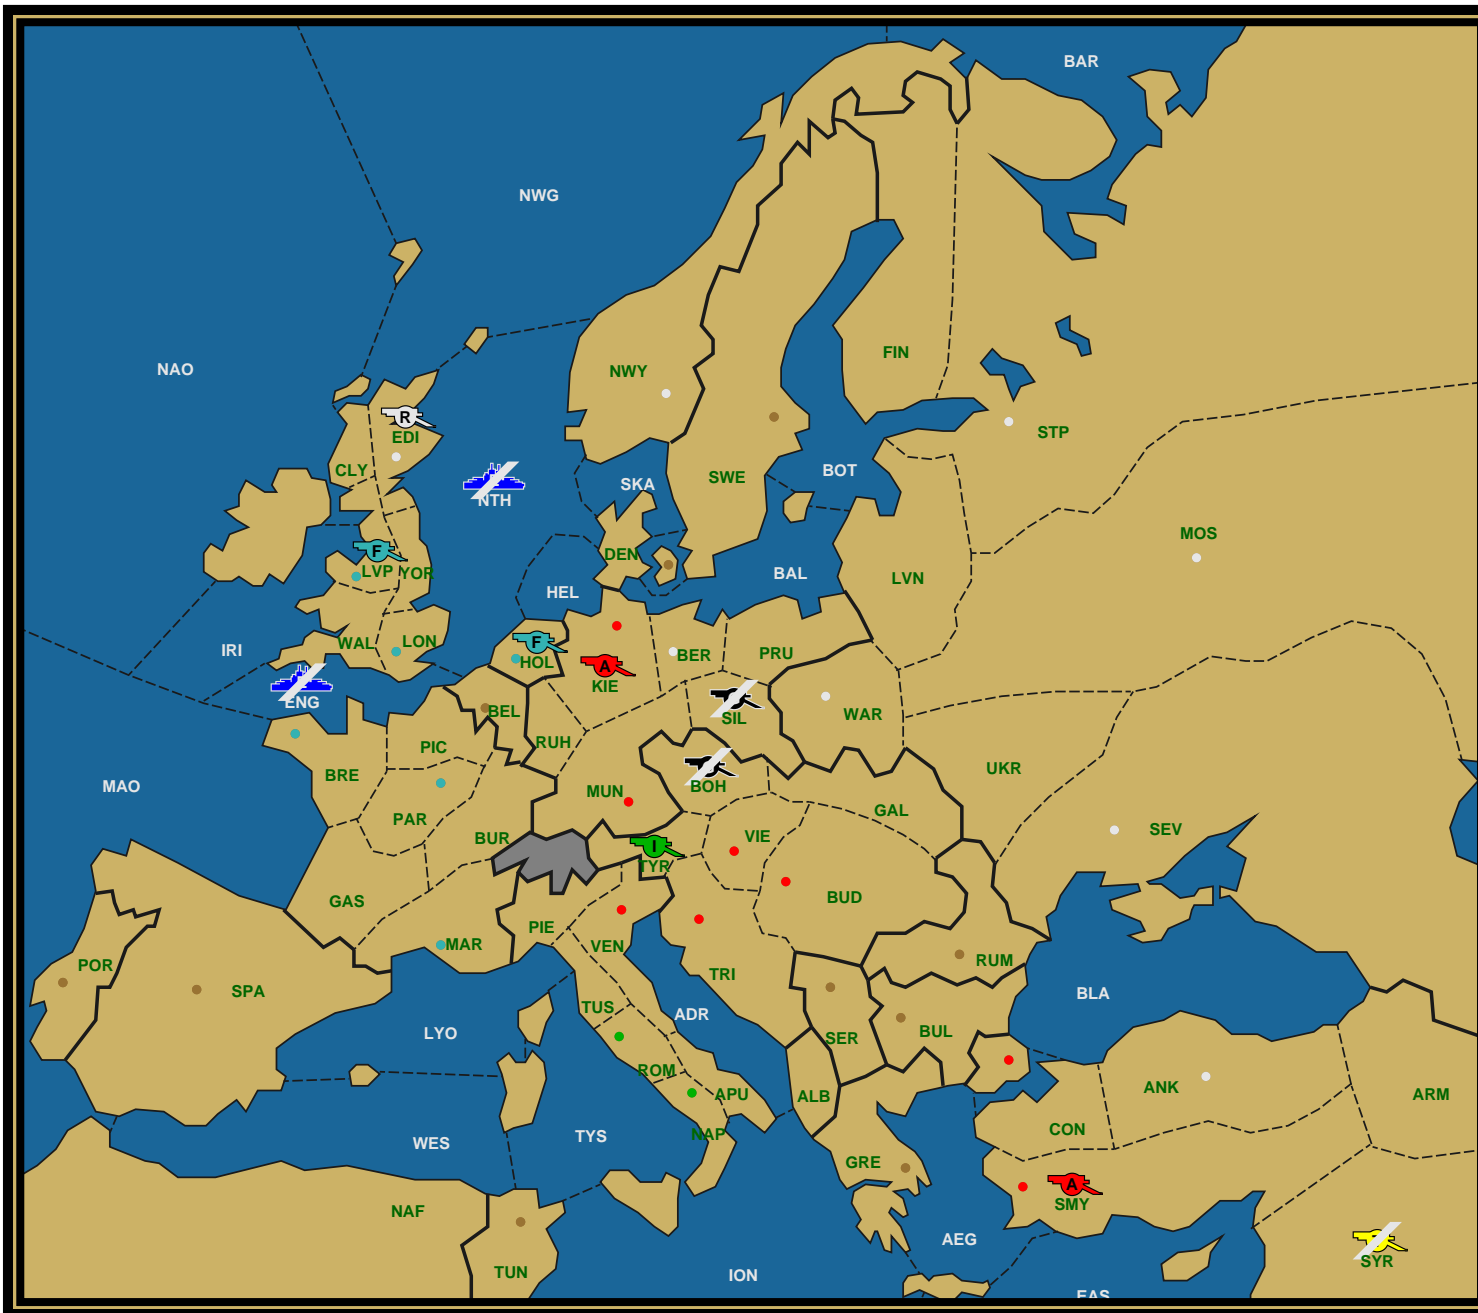 BAR
NWG
NAO
FIN
NWY
R
EDI
STP
CLY
SKA
SWE
BOT
NTH
MOS
F
LVP
YOR
DEN
HEL
BAL
LVN
IRI
WAL
LON
F
HOL
A
KIE
BER
PRU
ENG
BEL
SIL
WAR
PIC
RUH
BRE
MAO
MUN
BOH
UKR
PAR
BUR
VIE
GAL
SEV
I
TYR
GAS
BUD
PIE
VEN
MAR
POR
SPA
TRI
RUM
BLA
TUS
ADR
LYO
SER
BUL
ROM
ANK
APU
ALB
ARM
NAP
CON
WES
TYS
GRE
A
SMY
NAF
AEG
SYR
TUN
ION
EAS